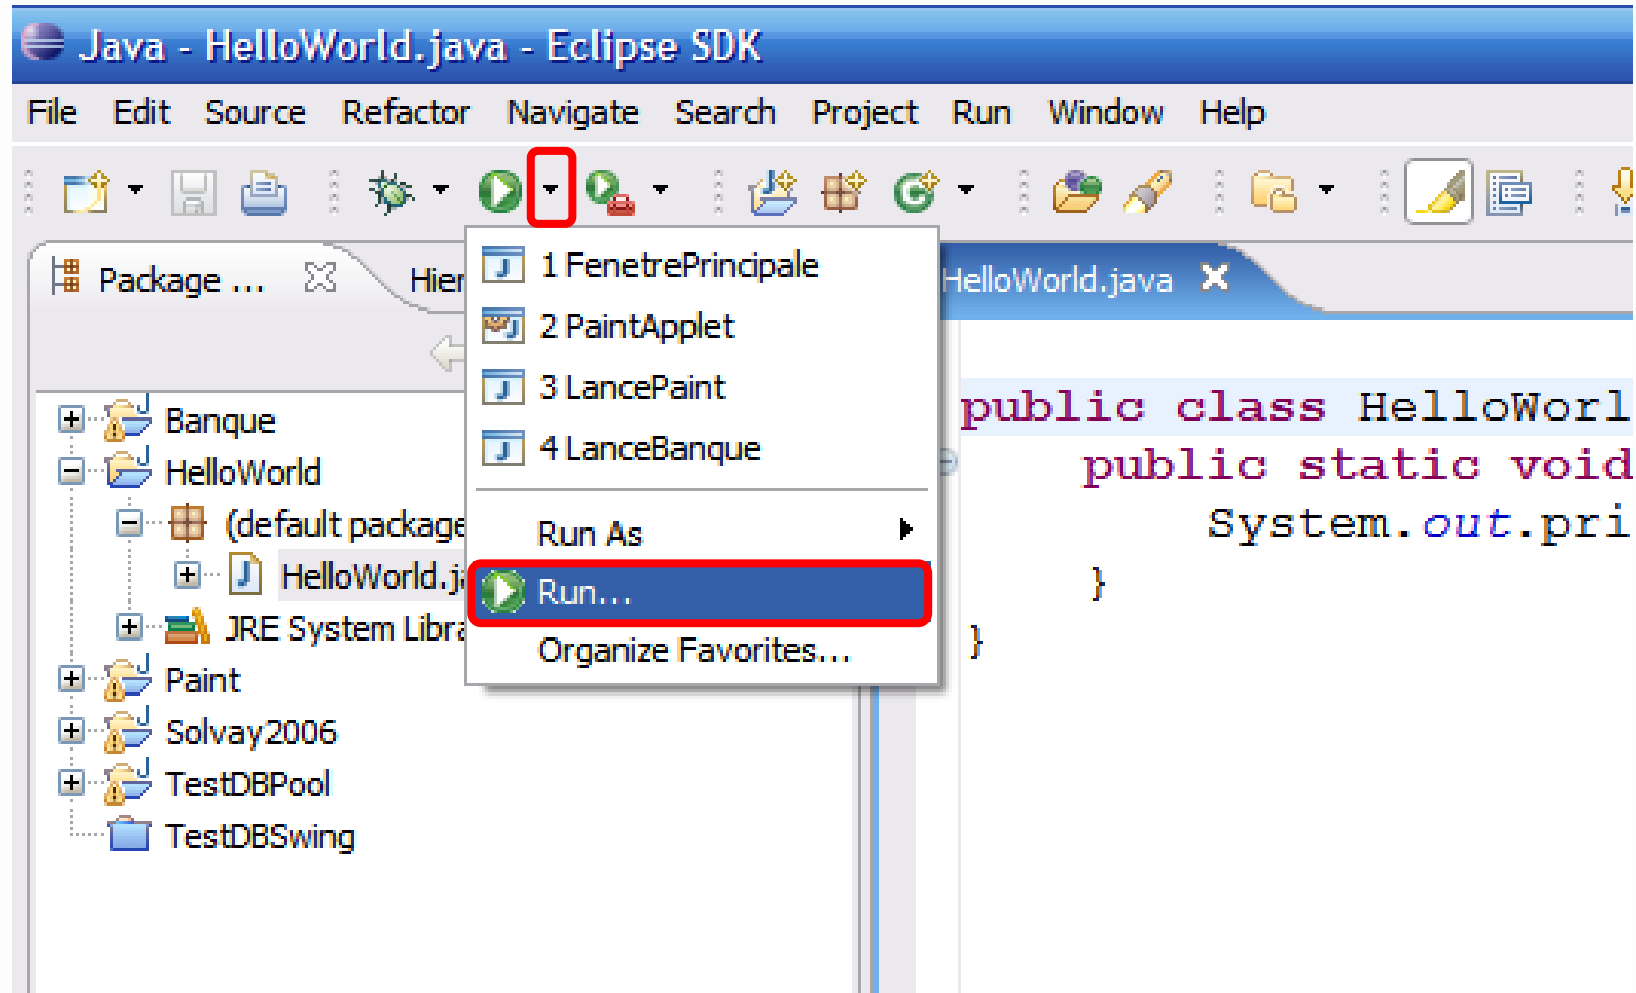 Java - HelloWorld.java - Eclipse SDK
File Edit Source Refactor Navigate Search Project Run Window Help
Package ... Hier
HelloWorld.java
1 FenetrePrincipale
2 PaintApplet
3 LancePaint
4 LanceBanque
Run As
Run...
Organize Favorites...
Banque
HelloWorld
(default package
HelloWorld.ja
JRE System Libra
Paint
Solvay2006
TestDBPool
TestDBSwing
public class HelloWorl
public static void
System.out.pri
}
}